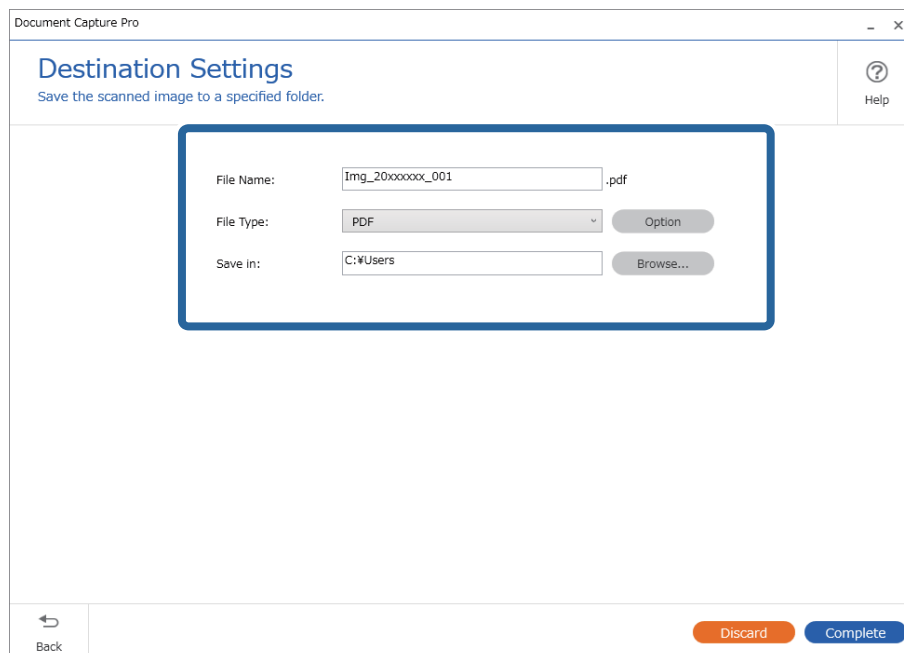 Document Capture Pro
Destination Settings
Save the scanned image to a specified folder.
Help
File Name: Img_20xxxxxx_001 .pdf
File Type: PDF Option
Save in: C:¥Users Browse...
Back Discard Complete